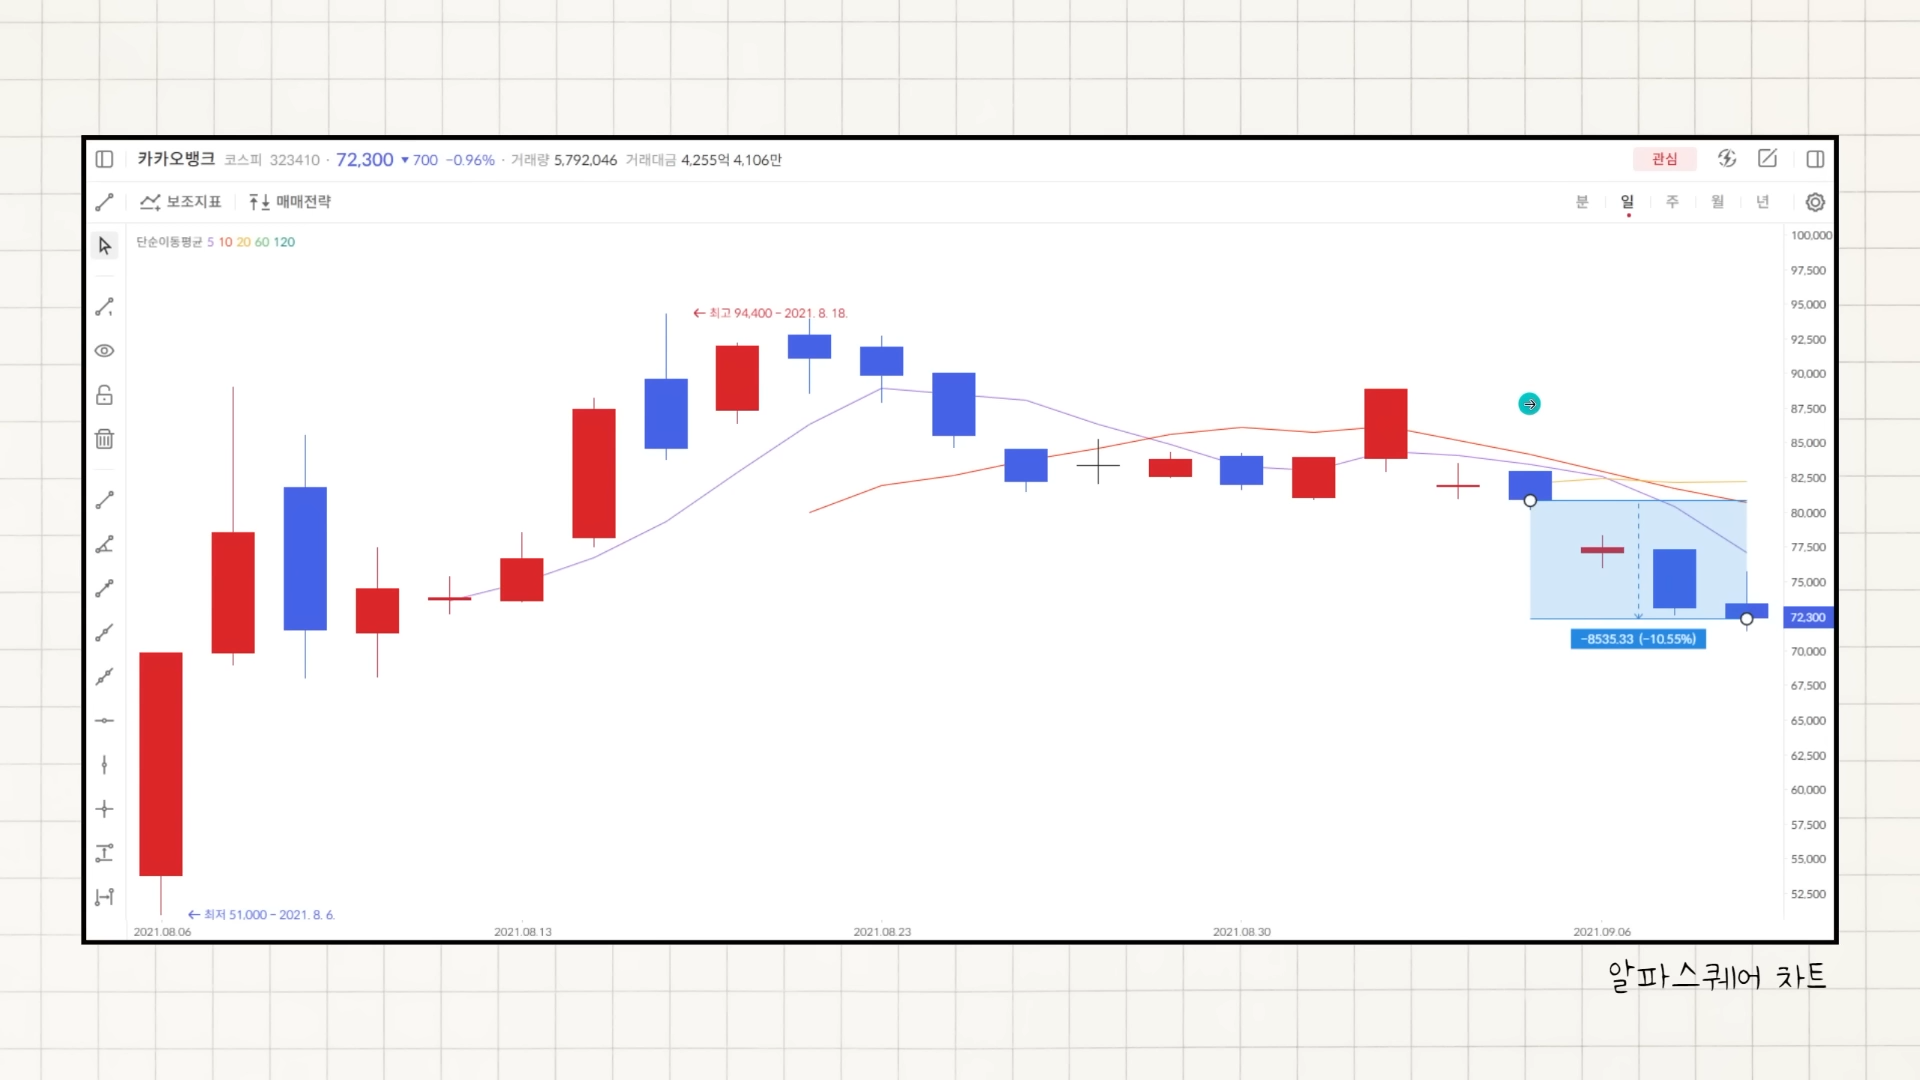 카카오뱅크 코스피 323410 · 72,300 ▼700 −0.96% · 거래량 5,792,046 거래대금 4,255억 4,106만
관심
보조지표 매매전략
분 일 주 월 년
단순이동평균 5 10 20 60 120
100,000
97,500
95,000
← 최고 94,400 − 2021. 8. 18.
92,500
90,000
87,500
85,000
82,500
80,000
77,500
75,000
72,300
−8535.33 (−10.55%)
70,000
67,500
65,000
62,500
60,000
57,500
55,000
52,500
← 최저 51,000 − 2021. 8. 6.
2021.08.06 2021.08.13 2021.08.23 2021.08.30 2021.09.06
알파스퀘어 차트